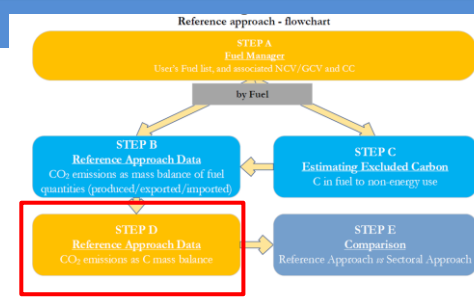 Reference approach - flowchart
STEP A
Fuel Manager
User's Fuel list, and associated NCV/GCV and CC
by Fuel
STEP B
Reference Approach Data
CO₂ emissions as mass balance of fuel
quantities (produced/exported/imported)
STEP C
Estimating Excluded Carbon
C in fuel to non-energy use
STEP D
Reference Approach Data
CO₂ emissions as C mass balance
STEP E
Comparison
Reference Approach vs Sectoral Approach